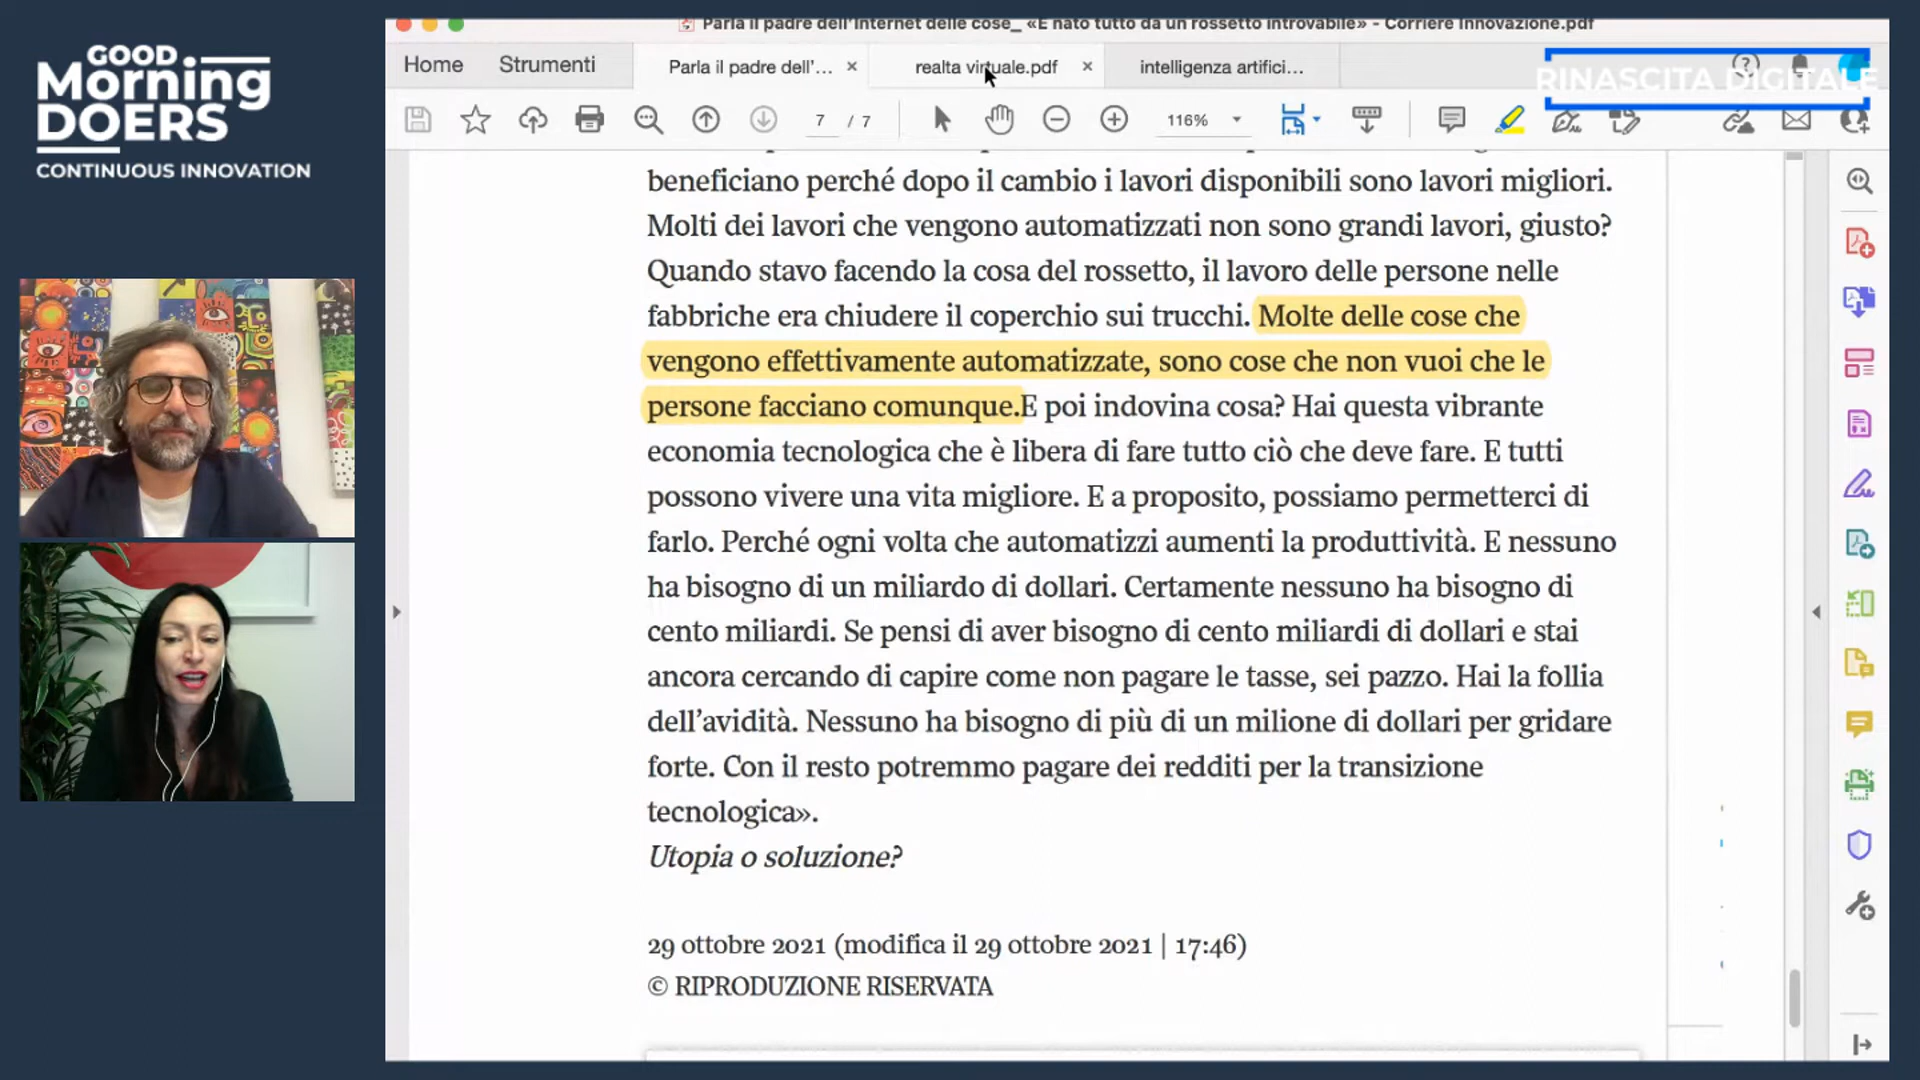 GOOD
Morning
DOERS
CONTINUOUS INNOVATION
Parla il padre dell'Internet delle cose_ «È nato tutto da un rossetto introvabile» - Corriere Innovazione.pdf
Home
Strumenti
Parla il padre dell'...
realta virtuale.pdf
intelligenza artifici...
RINASCITA DIGITALE
7 / 7
116%
beneficiano perché dopo il cambio i lavori disponibili sono lavori migliori.
Molti dei lavori che vengono automatizzati non sono grandi lavori, giusto?
Quando stavo facendo la cosa del rossetto, il lavoro delle persone nelle
fabbriche era chiudere il coperchio sui trucchi. Molte delle cose che
vengono effettivamente automatizzate, sono cose che non vuoi che le
persone facciano comunque.E poi indovina cosa? Hai questa vibrante
economia tecnologica che è libera di fare tutto ciò che deve fare. E tutti
possono vivere una vita migliore. E a proposito, possiamo permetterci di
farlo. Perché ogni volta che automatizzi aumenti la produttività. E nessuno
ha bisogno di un miliardo di dollari. Certamente nessuno ha bisogno di
cento miliardi. Se pensi di aver bisogno di cento miliardi di dollari e stai
ancora cercando di capire come non pagare le tasse, sei pazzo. Hai la follia
dell'avidità. Nessuno ha bisogno di più di un milione di dollari per gridare
forte. Con il resto potremmo pagare dei redditi per la transizione
tecnologica».
Utopia o soluzione?
29 ottobre 2021 (modifica il 29 ottobre 2021 | 17:46)
© RIPRODUZIONE RISERVATA